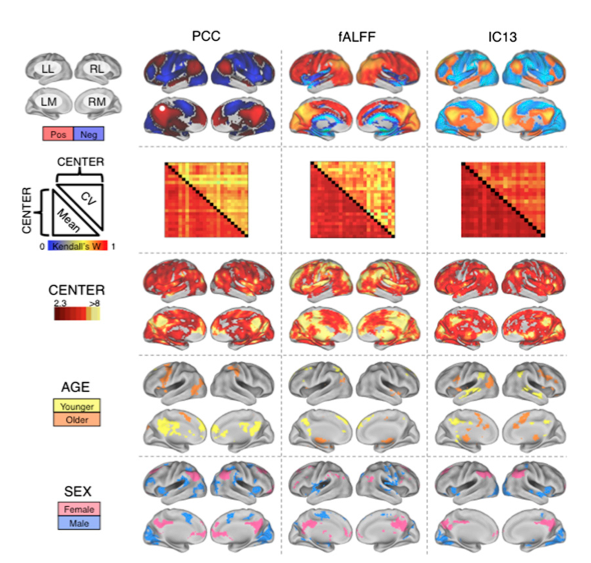 PCC fALFF IC13
LL RL
LM RM
Pos Neg
CENTER
CENTER
CV
Mean
0 Kendall's W 1
CENTER
2.3 >8
AGE
Younger
Older
SEX
Female
Male